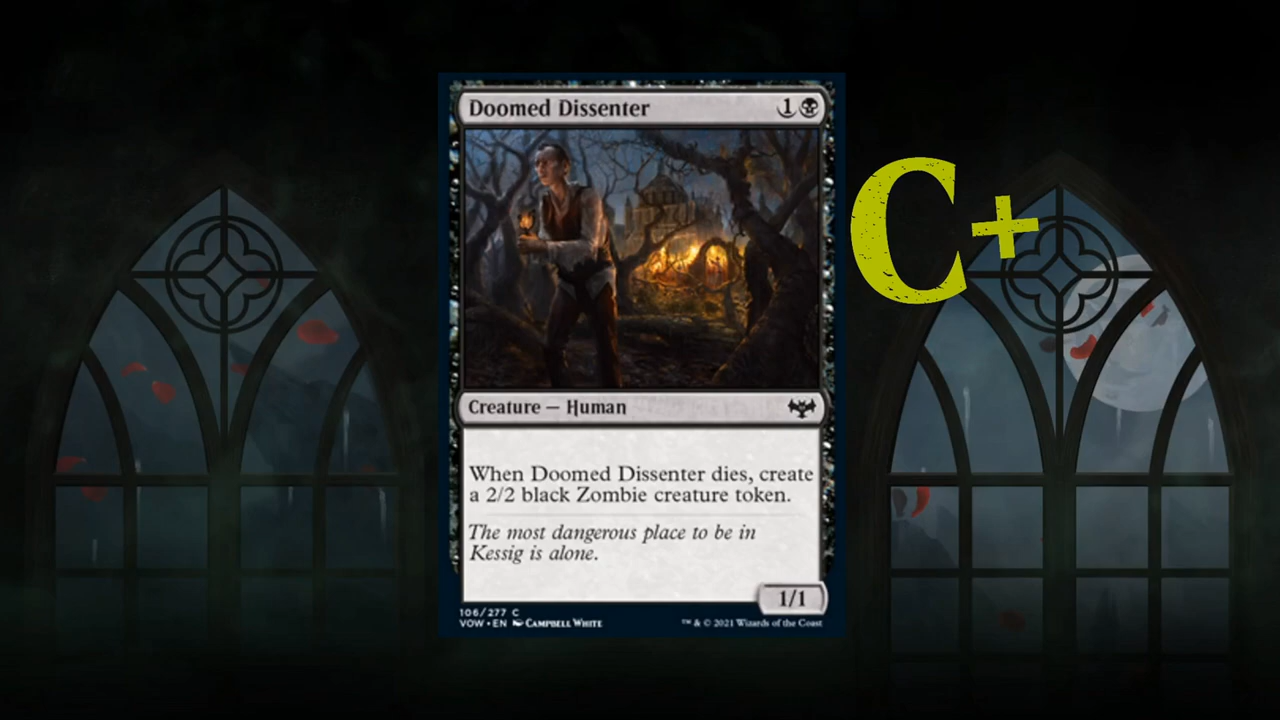 Doomed Dissenter 1
C+
Creature — Human
When Doomed Dissenter dies, create
a 2/2 black Zombie creature token.
The most dangerous place to be in
Kessig is alone.
1/1
106/277 C
VOW • EN Campbell White
™ & © 2021 Wizards of the Coast